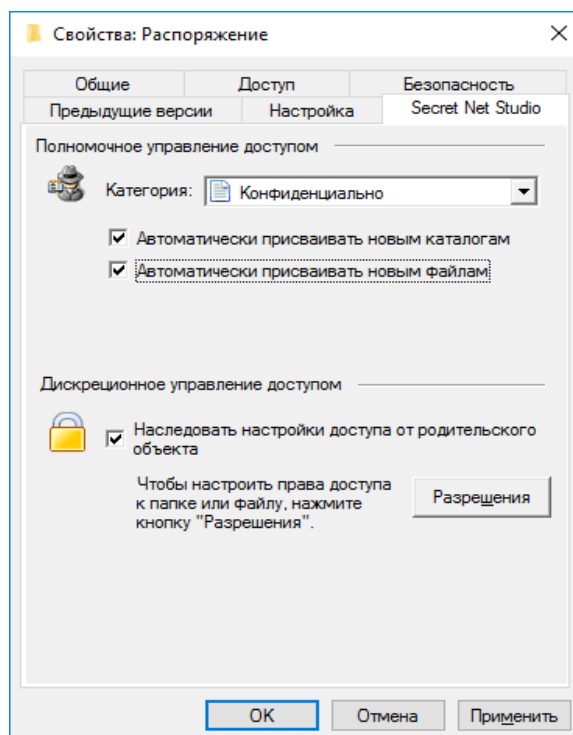 Свойства: Распоряжение
Общие Доступ Безопасность
Предыдущие версии Настройка Secret Net Studio
Полномочное управление доступом
Категория: Конфиденциально
Автоматически присваивать новым каталогам
Автоматически присваивать новым файлам
Дискреционное управление доступом
Наследовать настройки доступа от родительского
объекта
Чтобы настроить права доступа
к папке или файлу, нажмите
кнопку "Разрешения".
Разрешения
OK Отмена Применить